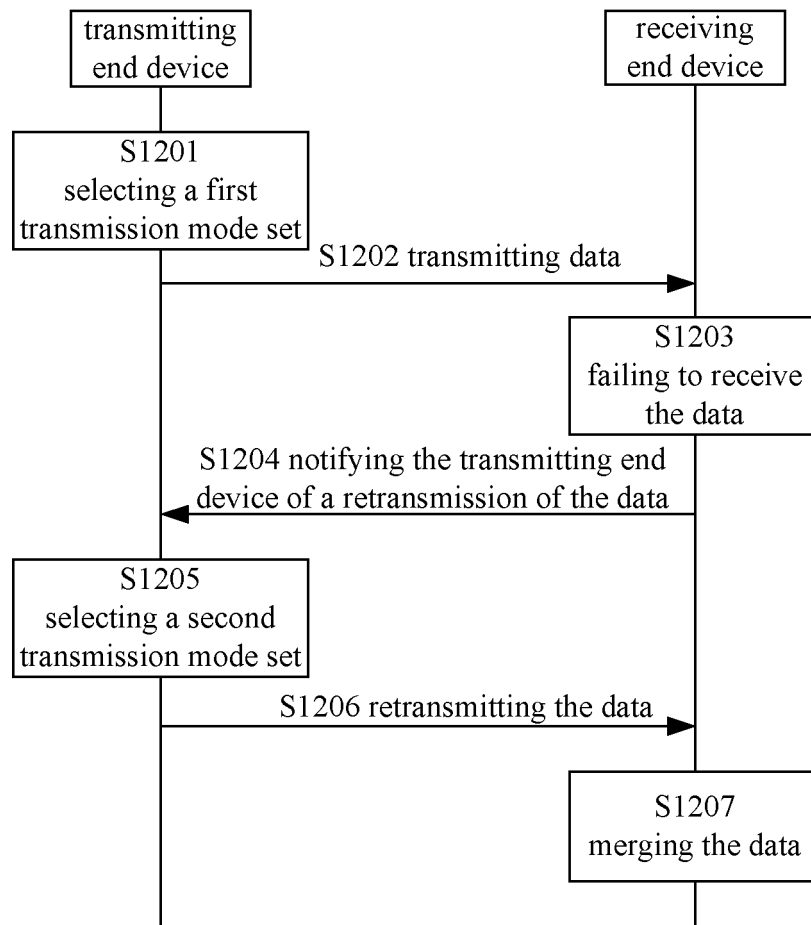 transmitting
end device
receiving
end device
S1201
selecting a first
transmission mode set
S1202 transmitting data
S1203
failing to receive
the data
S1204 notifying the transmitting end
device of a retransmission of the data
S1205
selecting a second
transmission mode set
S1206 retransmitting the data
S1207
merging the data